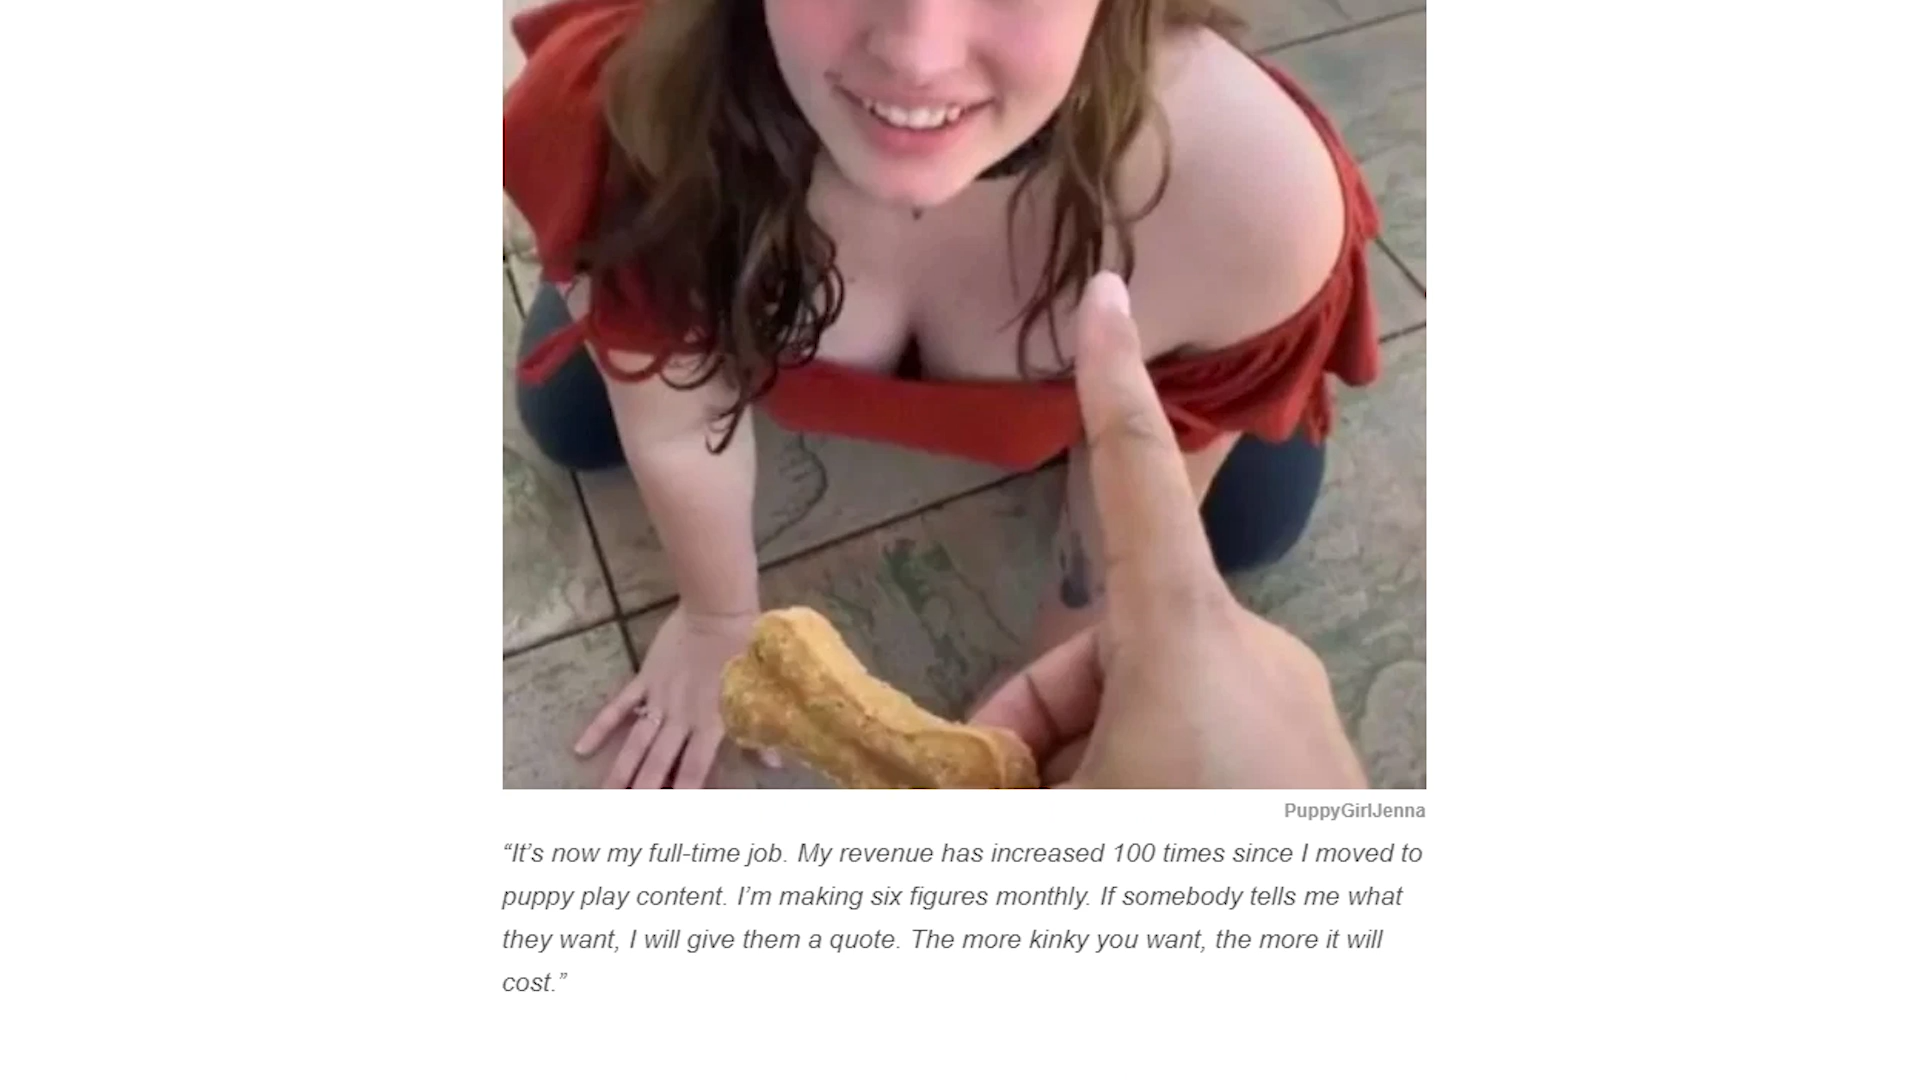 PuppyGirlJenna
“It’s now my full-time job. My revenue has increased 100 times since I moved to
puppy play content. I’m making six figures monthly. If somebody tells me what
they want, I will give them a quote. The more kinky you want, the more it will
cost.”